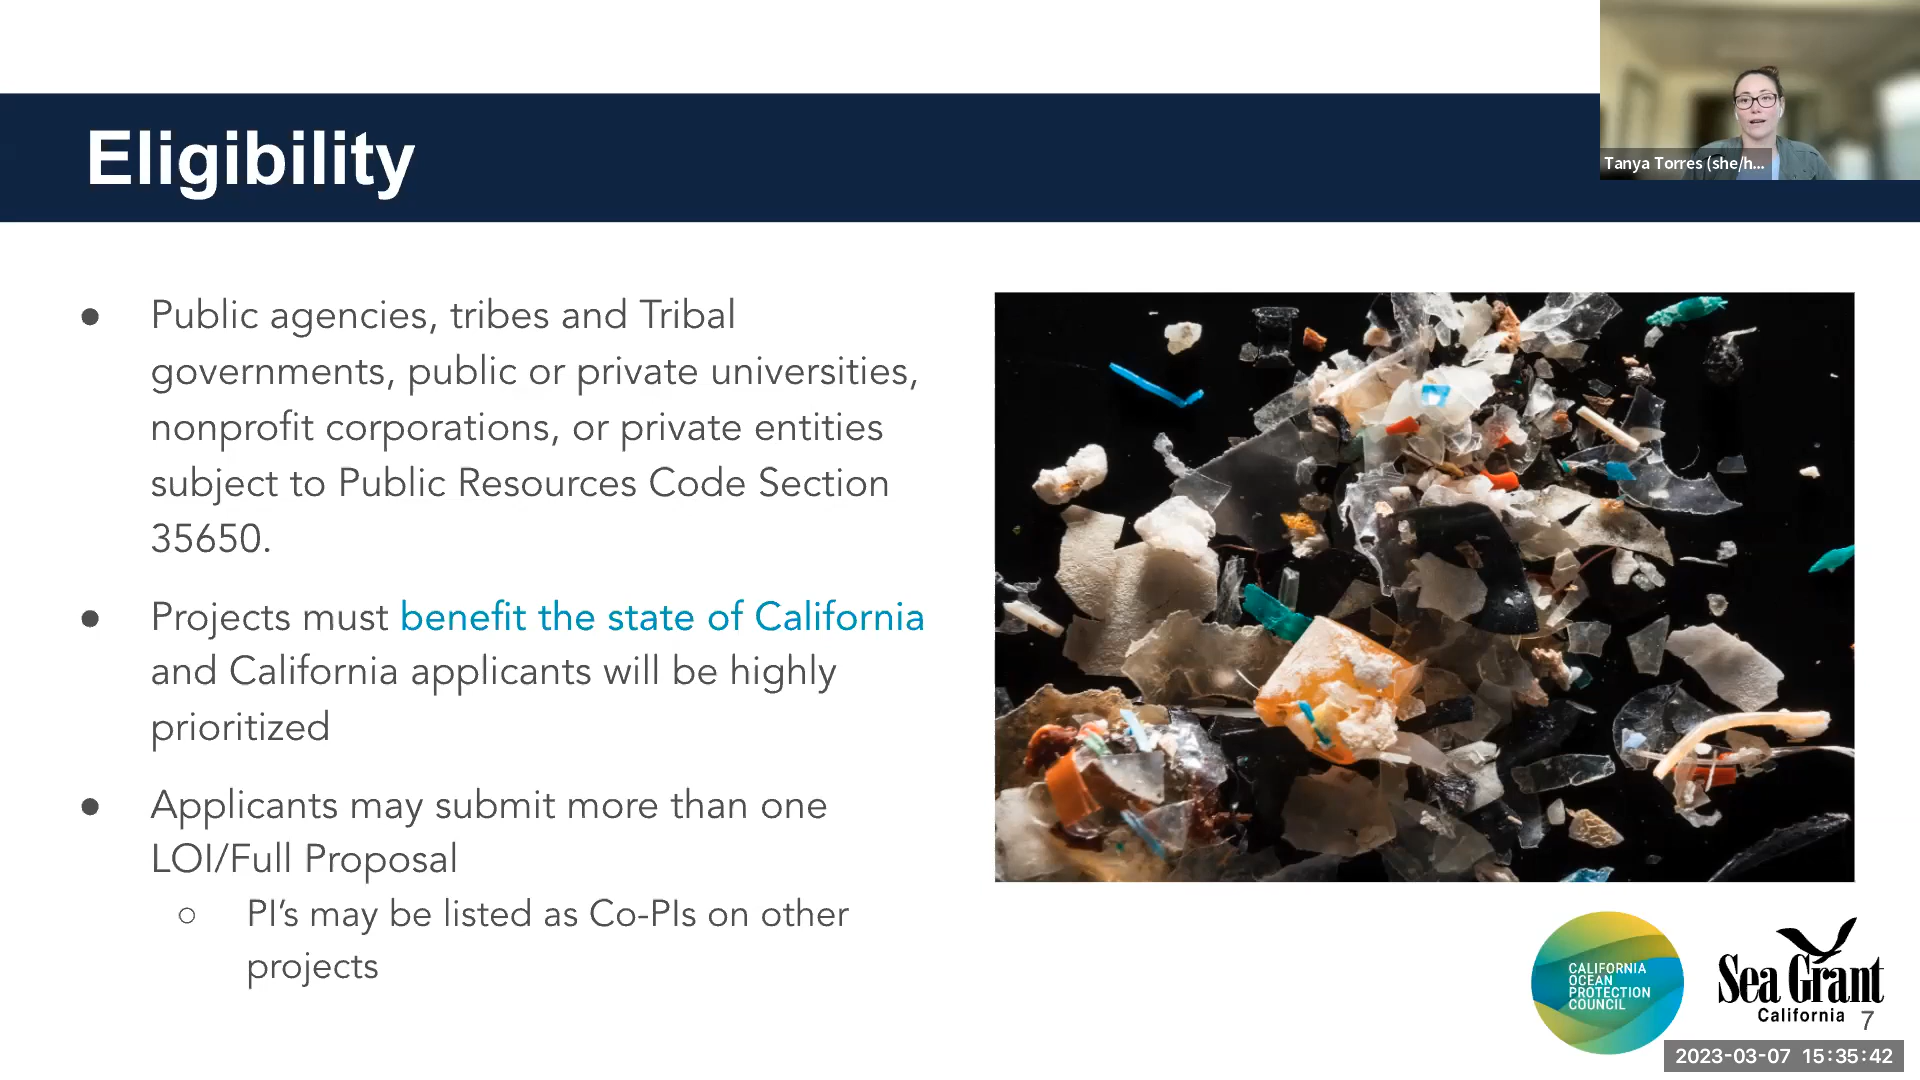 Tanya Torres (she/h...
Eligibility
● Public agencies, tribes and Tribal
governments, public or private universities,
nonprofit corporations, or private entities
subject to Public Resources Code Section
35650.
● Projects must benefit the state of California
and California applicants will be highly
prioritized
● Applicants may submit more than one
LOI/Full Proposal
○ PI’s may be listed as Co-PIs on other
projects
CALIFORNIA
OCEAN
PROTECTION
COUNCIL
Sea Grant
California
7
2023-03-07 15:35:42